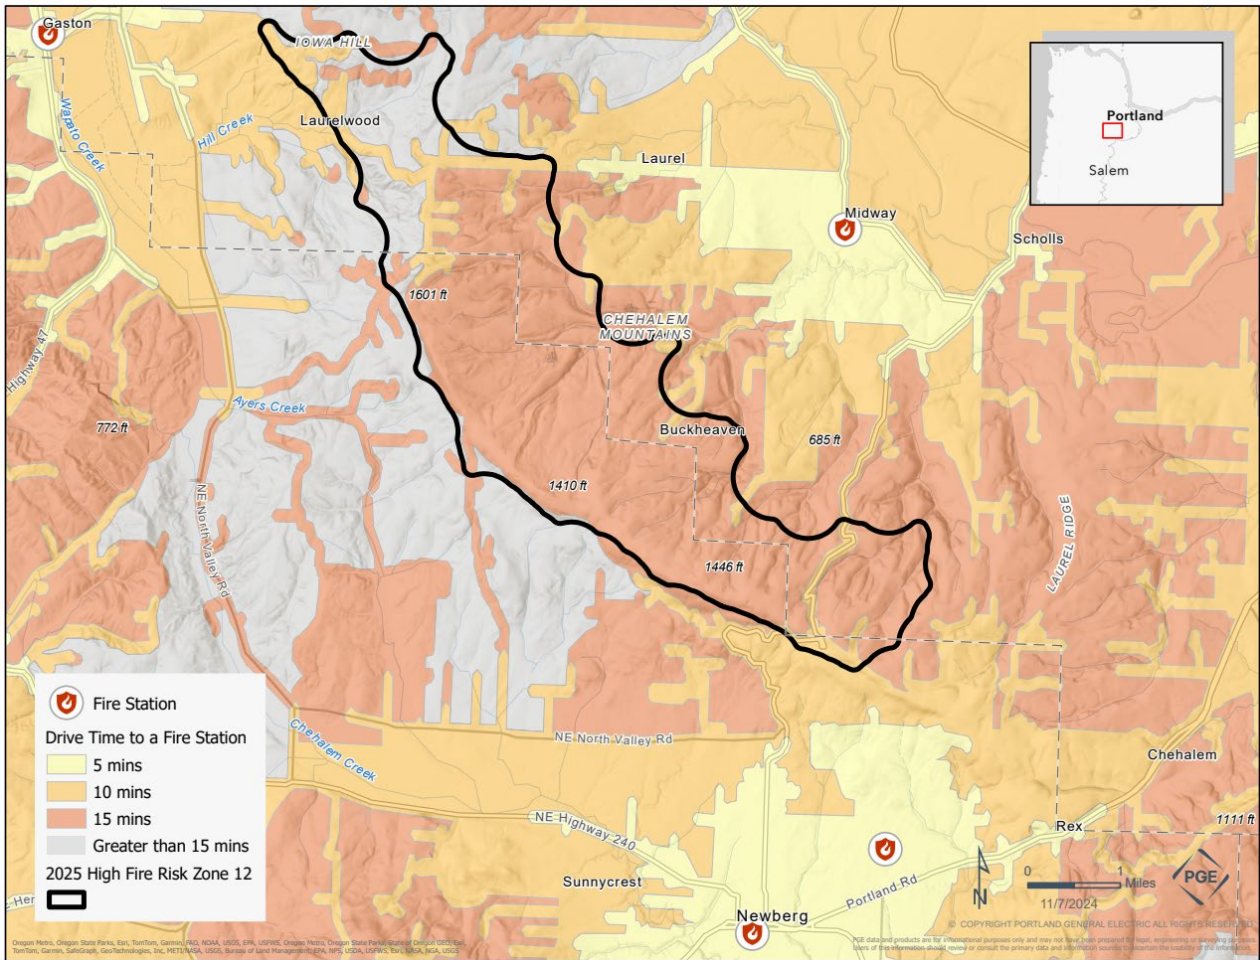 Gaston
IOWA HILL
Wapato Creek
Hill Creek
Laurelwood
Laurel
Portland
Salem
Midway
Scholls
1601 ft
CHEHALEM
MOUNTAINS
Highway 47
Ayers Creek
772 ft
Buckheaven
685 ft
1410 ft
NE North Valley Rd
LAUREL RIDGE
1446 ft
Fire Station
Drive Time to a Fire Station
5 mins
10 mins
15 mins
Greater than 15 mins
2025 High Fire Risk Zone 12
Chehalem Creek
NE North Valley Rd
Chehalem
NE Highway 240
Rex
1111 ft
Sunnycrest
Portland Rd
Newberg
N
0 1
Miles
11/7/2024
PGE
© COPYRIGHT PORTLAND GENERAL ELECTRIC ALL RIGHTS RESERVED